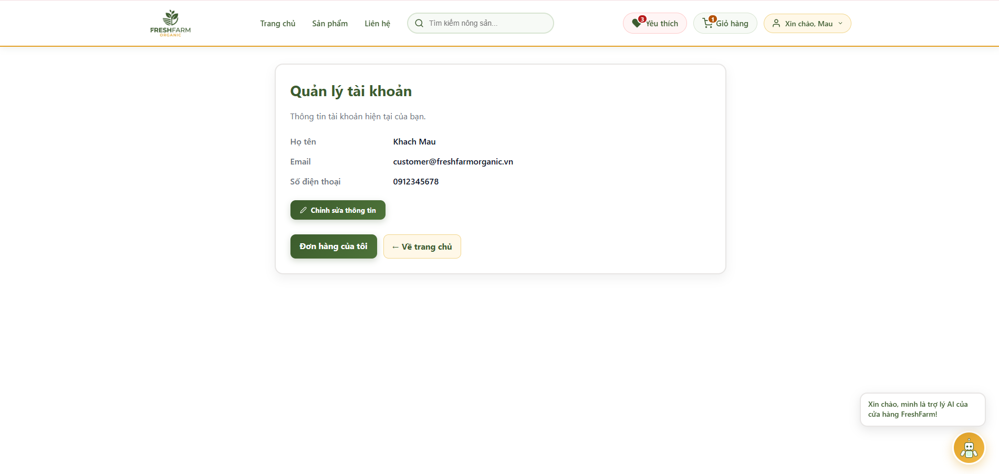 FRESHFARM
ORGANIC
Trang chủ
Sản phẩm
Liên hệ
Tìm kiếm nông sản...
3
Yêu thích
1
Giỏ hàng
Xin chào, Mau
Quản lý tài khoản
Thông tin tài khoản hiện tại của bạn.
Họ tên
Khach Mau
Email
customer@freshfarmorganic.vn
Số điện thoại
0912345678
Chỉnh sửa thông tin
Đơn hàng của tôi
← Về trang chủ
Xin chào, mình là trợ lý AI của
cửa hàng FreshFarm!